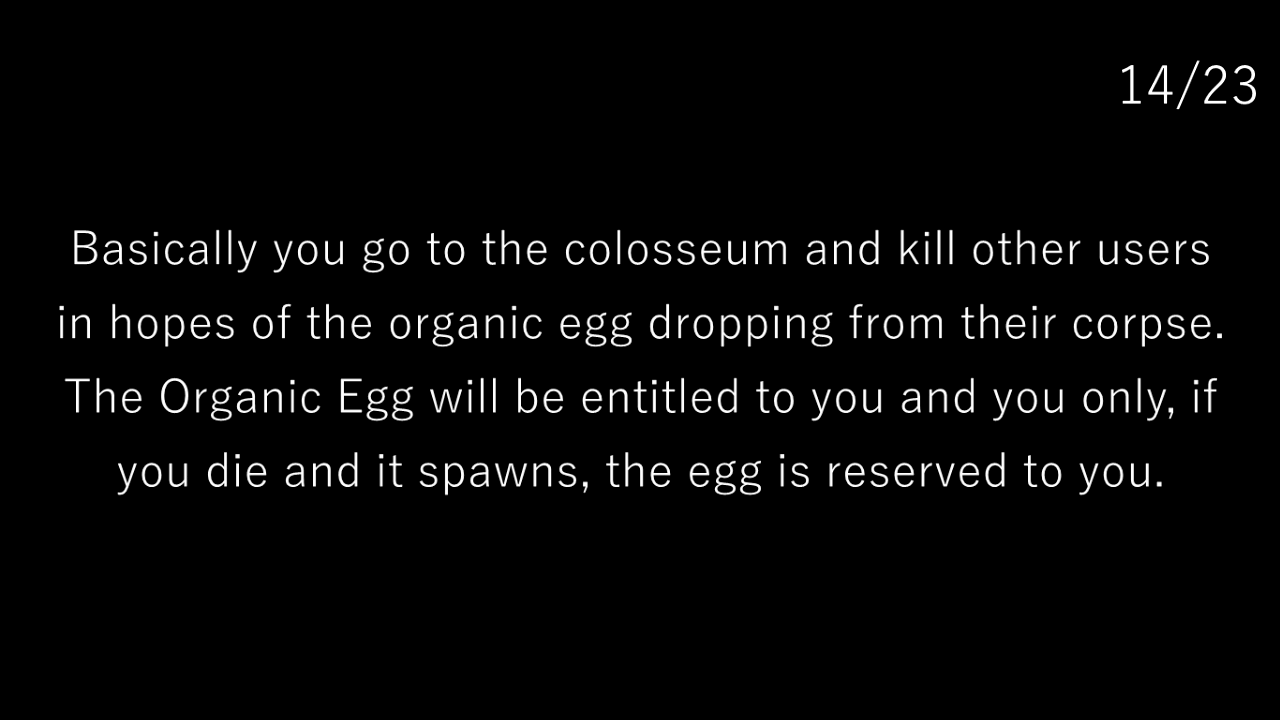 14/23
Basically you go to the colosseum and kill other users
in hopes of the organic egg dropping from their corpse.
The Organic Egg will be entitled to you and you only, if
you die and it spawns, the egg is reserved to you.